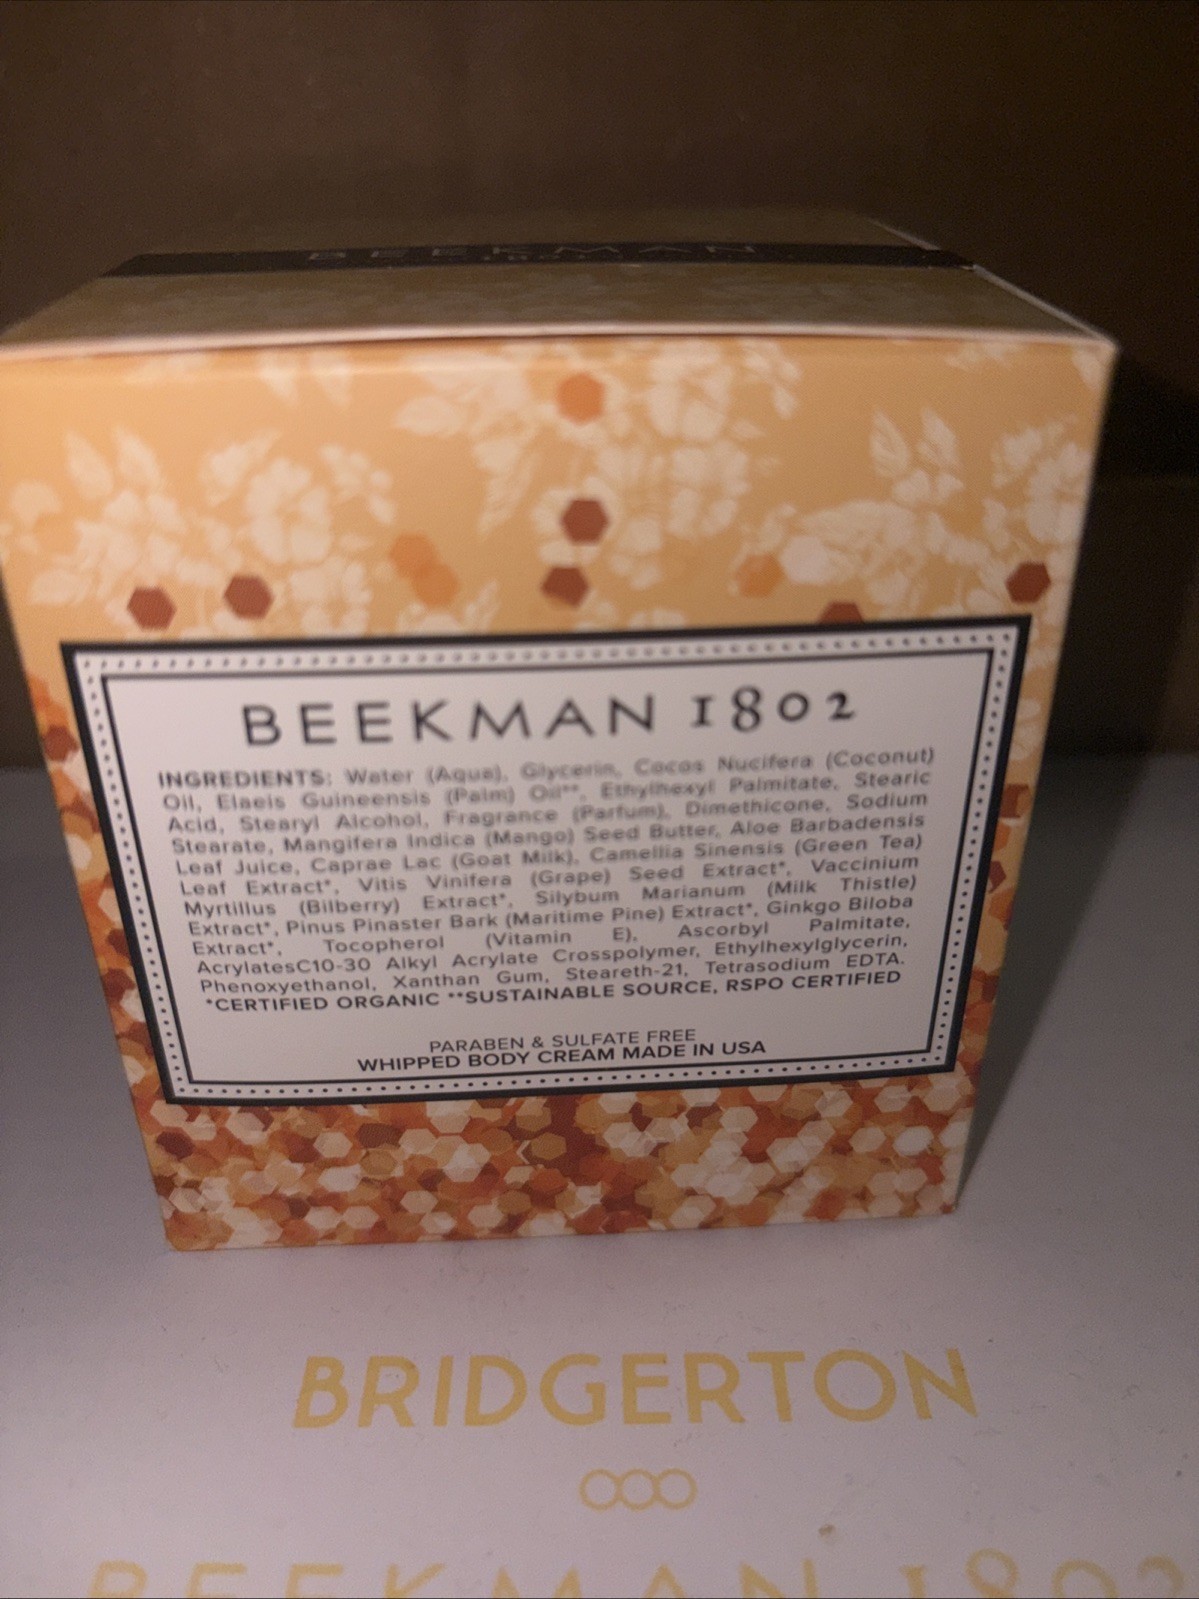 BEEKMAN
BEEKMAN 1802
INGREDIENTS: Water (Aqua), Glycerin, Cocos Nucifera (Coconut)
Oil, Elaeis Guineensis (Palm) Oil**, Ethylhexyl Palmitate, Stearic
Acid, Stearyl Alcohol, Fragrance (Parfum), Dimethicone, Sodium
Stearate, Mangifera Indica (Mango) Seed Butter, Aloe Barbadensis
Leaf Juice, Caprae Lac (Goat Milk), Camellia Sinensis (Green Tea)
Leaf Extract*, Vitis Vinifera (Grape) Seed Extract*, Vaccinium
Myrtillus (Bilberry) Extract*, Silybum Marianum (Milk Thistle)
Extract*, Pinus Pinaster Bark (Maritime Pine) Extract*, Ginkgo Biloba
Extract*, Tocopherol (Vitamin E), Ascorbyl Palmitate,
AcrylatesC10-30 Alkyl Acrylate Crosspolymer, Ethylhexylglycerin,
Phenoxyethanol, Xanthan Gum, Steareth-21, Tetrasodium EDTA.
*CERTIFIED ORGANIC **SUSTAINABLE SOURCE, RSPO CERTIFIED
PARABEN & SULFATE FREE
WHIPPED BODY CREAM MADE IN USA
BRIDGERTON
BEEKMAN 1802